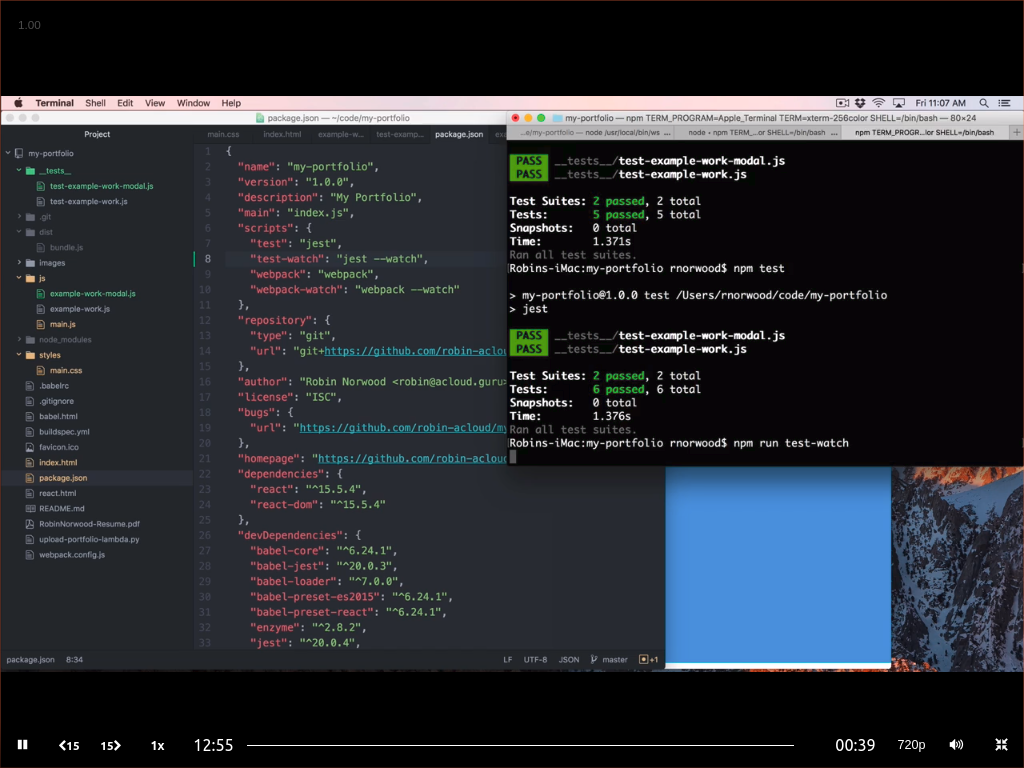 1.00
Terminal Shell Edit View Window Help
Fri 11:07 AM
package.json — ~/code/my-portfolio
my-portfolio — npm TERM_PROGRAM=Apple_Terminal TERM=xterm-256color SHELL=/bin/bash — 80×24
...e/my-portfolio — node /usr/local/bin/ws ...
node • npm TERM_...or SHELL=/bin/bash ...
npm TERM_PROGR...lor SHELL=/bin/bash
Project
main.css
index.html
example-w...
test-examp...
package.json
my-portfolio
__tests__
test-example-work-modal.js
test-example-work.js
.git
dist
bundle.js
images
js
example-work-modal.js
example-work.js
main.js
node_modules
styles
main.css
.babelrc
.gitignore
babel.html
buildspec.yml
favicon.ico
index.html
package.json
react.html
README.md
RobinNorwood-Resume.pdf
upload-portfolio-lambda.py
webpack.config.js
1 {
2 "name": "my-portfolio",
3 "version": "1.0.0",
4 "description": "My Portfolio",
5 "main": "index.js",
6 "scripts": {
7 "test": "jest",
8 "test-watch": "jest --watch",
9 "webpack": "webpack",
10 "webpack-watch": "webpack --watch"
11 },
12 "repository": {
13 "type": "git",
14 "url": "git+https://github.com/robin-aclou
15 },
16 "author": "Robin Norwood <robin@acloud.guru>
17 "license": "ISC",
18 "bugs": {
19 "url": "https://github.com/robin-acloud/my
20 },
21 "homepage": "https://github.com/robin-acloud
22 "dependencies": {
23 "react": "^15.5.4",
24 "react-dom": "^15.5.4"
25 },
26 "devDependencies": {
27 "babel-core": "^6.24.1",
28 "babel-jest": "^20.0.3",
29 "babel-loader": "^7.0.0",
30 "babel-preset-es2015": "^6.24.1",
31 "babel-preset-react": "^6.24.1",
32 "enzyme": "^2.8.2",
33 "jest": "^20.0.4",
PASS __tests__/test-example-work-modal.js
PASS __tests__/test-example-work.js
Test Suites: 2 passed, 2 total
Tests: 5 passed, 5 total
Snapshots: 0 total
Time: 1.371s
Ran all test suites.
Robins-iMac:my-portfolio rnorwood$ npm test
> my-portfolio@1.0.0 test /Users/rnorwood/code/my-portfolio
> jest
PASS __tests__/test-example-work-modal.js
PASS __tests__/test-example-work.js
Test Suites: 2 passed, 2 total
Tests: 6 passed, 6 total
Snapshots: 0 total
Time: 1.376s
Ran all test suites.
Robins-iMac:my-portfolio rnorwood$ npm run test-watch
package.json 8:34
LF UTF-8 JSON master +1
15 15 1x 12:55 00:39 720p